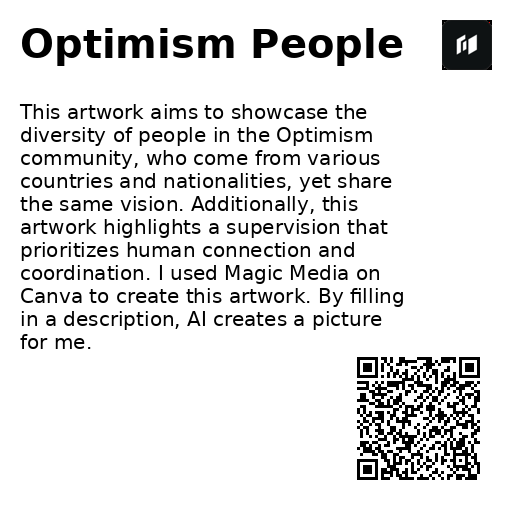 Optimism People
This artwork aims to showcase the
diversity of people in the Optimism
community, who come from various
countries and nationalities, yet share
the same vision. Additionally, this
artwork highlights a supervision that
prioritizes human connection and
coordination. I used Magic Media on
Canva to create this artwork. By filling
in a description, AI creates a picture
for me.